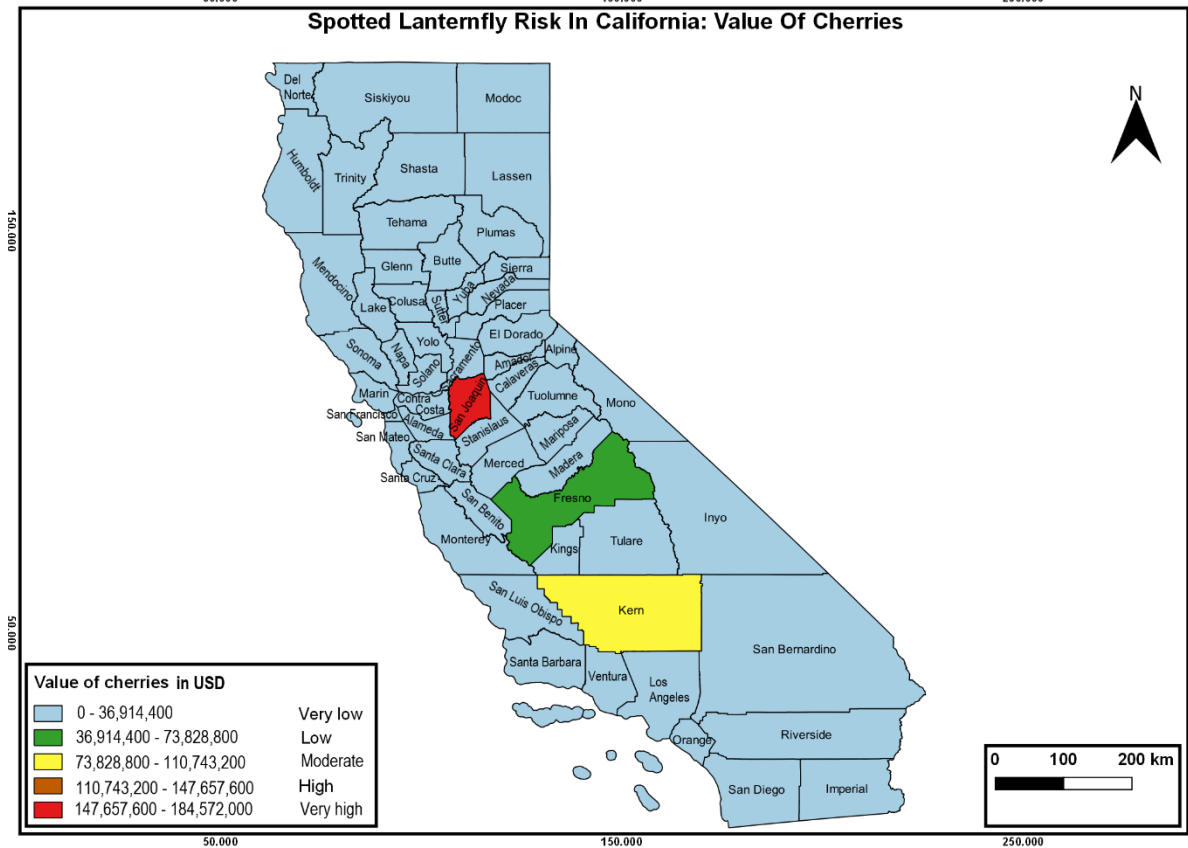 50.000 150.000 250.000
Spotted Lanternfly Risk In California: Value Of Cherries
N
Del
Norte
Siskiyou
Modoc
Humboldt
Trinity
Shasta
Lassen
Tehama
Plumas
150.000
Mendocino
Glenn
Butte
Sierra
Lake
Colusa
Sutter
Yuba
Nevada
Placer
Sonoma
Napa
Yolo
Solano
El Dorado
Amador
Alpine
Calaveras
Marin
Contra
Costa
San Joaquin
Tuolumne
Mono
San Francisco
Alameda
Stanislaus
Mariposa
San Mateo
Santa Clara
Merced
Madera
Santa Cruz
San Benito
Fresno
Inyo
Monterey
Kings
Tulare
50.000
San Luis Obispo
Kern
San Bernardino
Santa Barbara
Ventura
Los
Angeles
Orange
Riverside
San Diego
Imperial
Value of cherries in USD
0 - 36,914,400 Very low
36,914,400 - 73,828,800 Low
73,828,800 - 110,743,200 Moderate
110,743,200 - 147,657,600 High
147,657,600 - 184,572,000 Very high
0 100 200 km
50.000 150.000 250.000